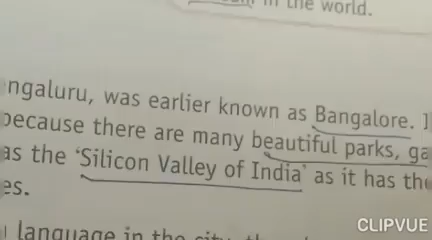 in the world.
ngaluru, was earlier known as Bangalore.
because there are many beautiful parks, ga
as the ‘Silicon Valley of India’ as it has the
es.
language in the city, the
CLIPVUE